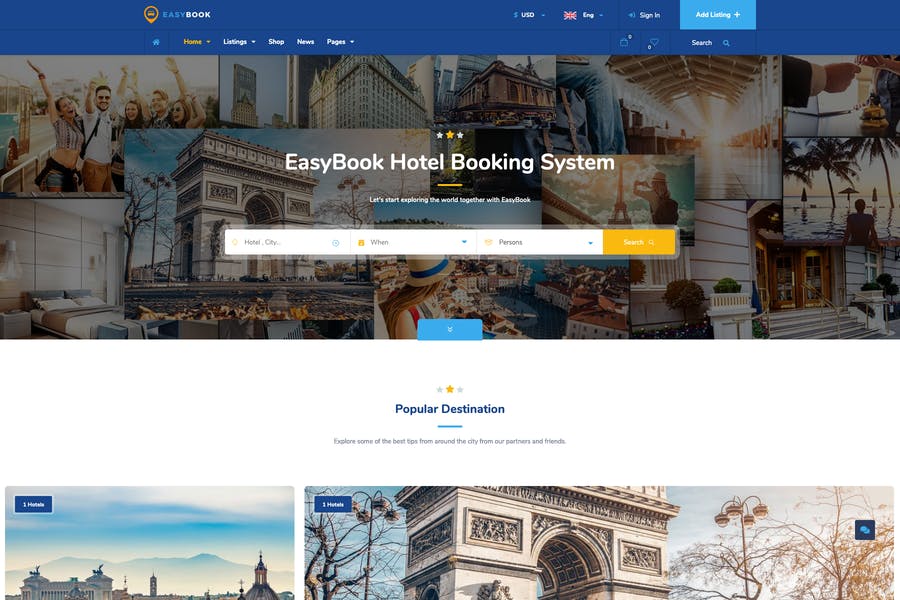 EASYBOOK
$ USD
Eng
Sign In
Add Listing +
Home
Listings
Shop
News
Pages
0
0
Search
EasyBook Hotel Booking System
Let's start exploring the world together with EasyBook
Hotel , City...
When
Persons
Search
Popular Destination
Explore some of the best tips from around the city from our partners and friends.
1 Hotels
1 Hotels